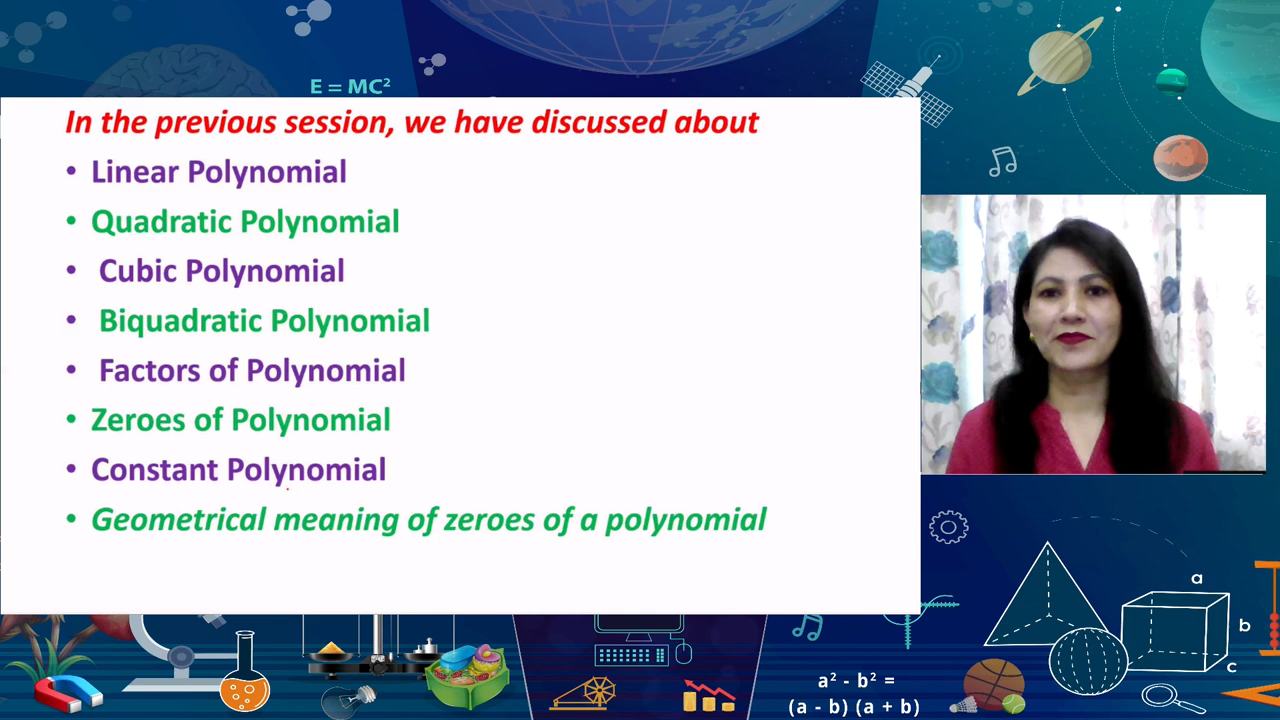 E = MC²
In the previous session, we have discussed about
• Linear Polynomial
• Quadratic Polynomial
• Cubic Polynomial
• Biquadratic Polynomial
• Factors of Polynomial
• Zeroes of Polynomial
• Constant Polynomial
• Geometrical meaning of zeroes of a polynomial
a
b
c
a² - b² =
(a - b) (a + b)